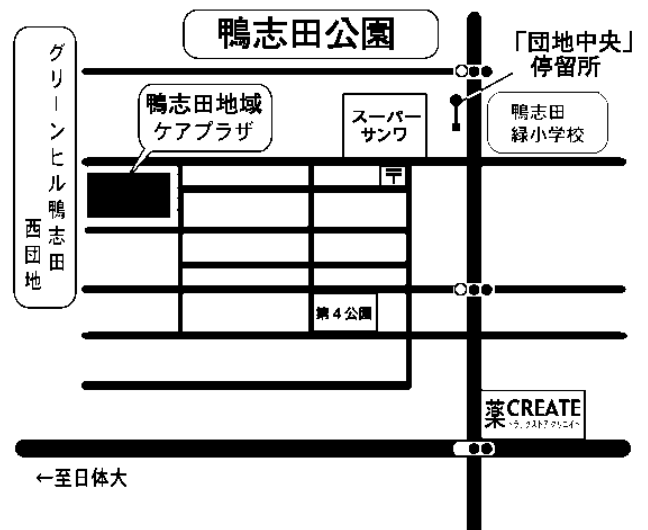 鴨志田公園
グリーンヒル鴨志田
西団地
「団地中央」
停留所
鴨志田地域
ケアプラザ
スーパー
サンワ
鴨志田
緑小学校
〒
第4公園
薬CREATE
←至日体大